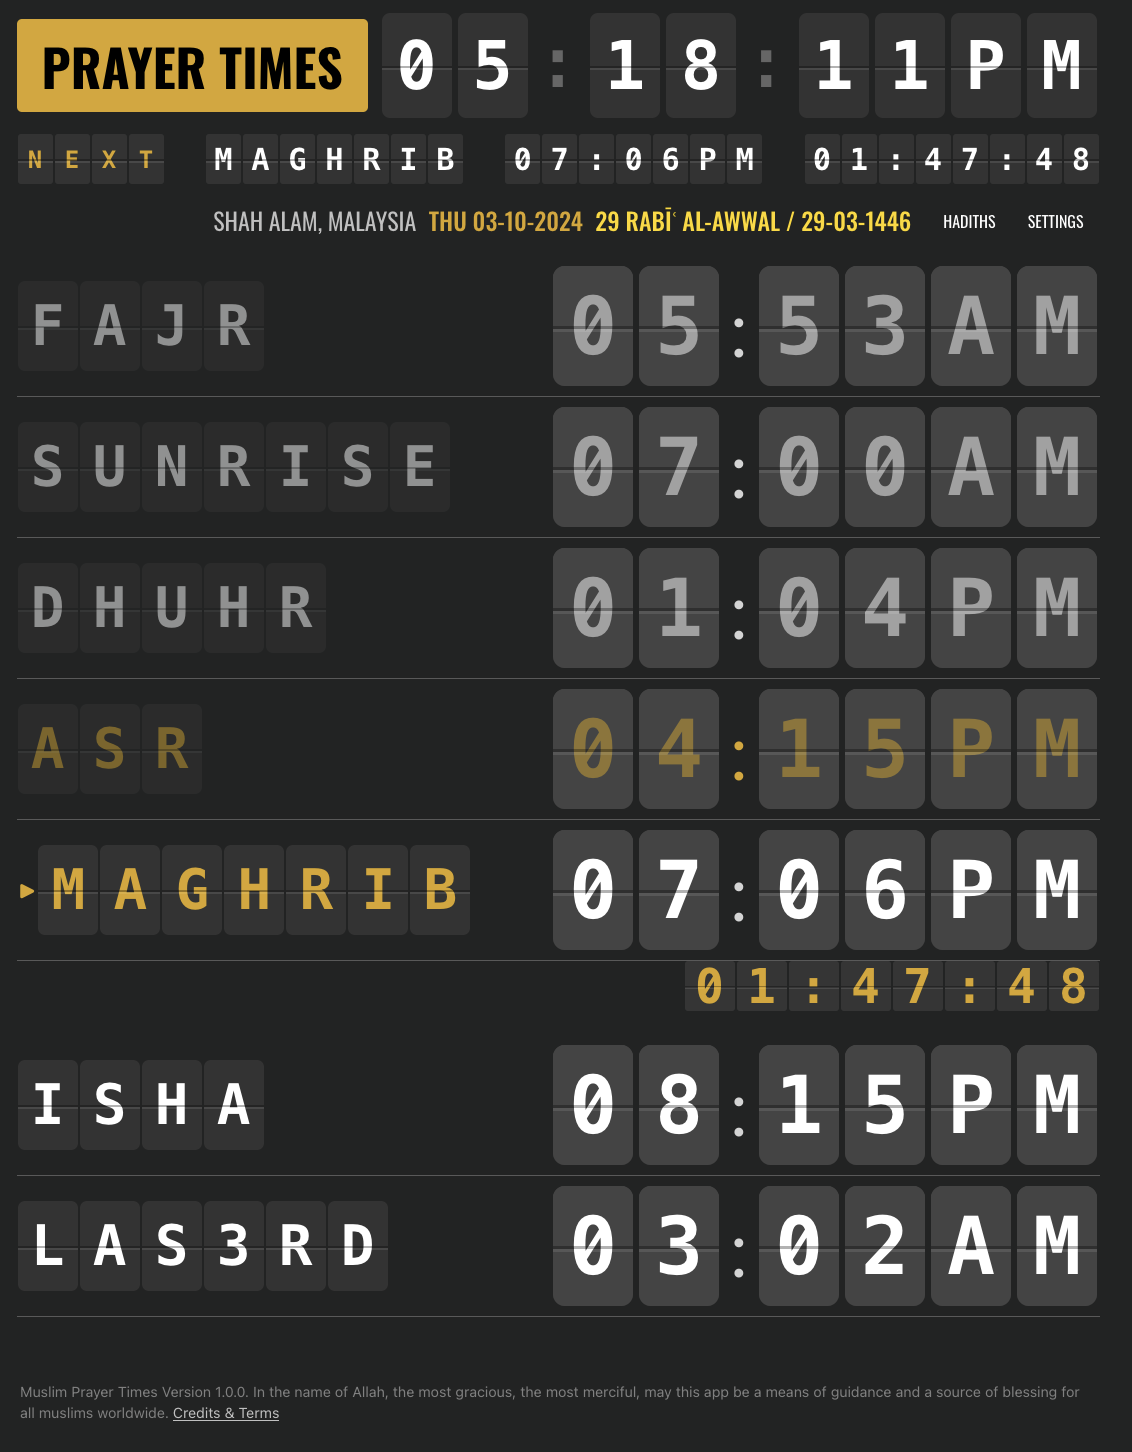 PRAYER TIMES 05:18:11PM
NEXT MAGHRIB 07:06PM 01:47:48
SHAH ALAM, MALAYSIA THU 03-10-2024 29 RABĪʿ AL-AWWAL / 29-03-1446 HADITHS SETTINGS
FAJR 05:53AM
SUNRISE 07:00AM
DHUHR 01:04PM
ASR 04:15PM
▶MAGHRIB 07:06PM
01:47:48
ISHA 08:15PM
LAS3RD 03:02AM
Muslim Prayer Times Version 1.0.0. In the name of Allah, the most gracious, the most merciful, may this app be a means of guidance and a source of blessing for
all muslims worldwide. Credits & Terms